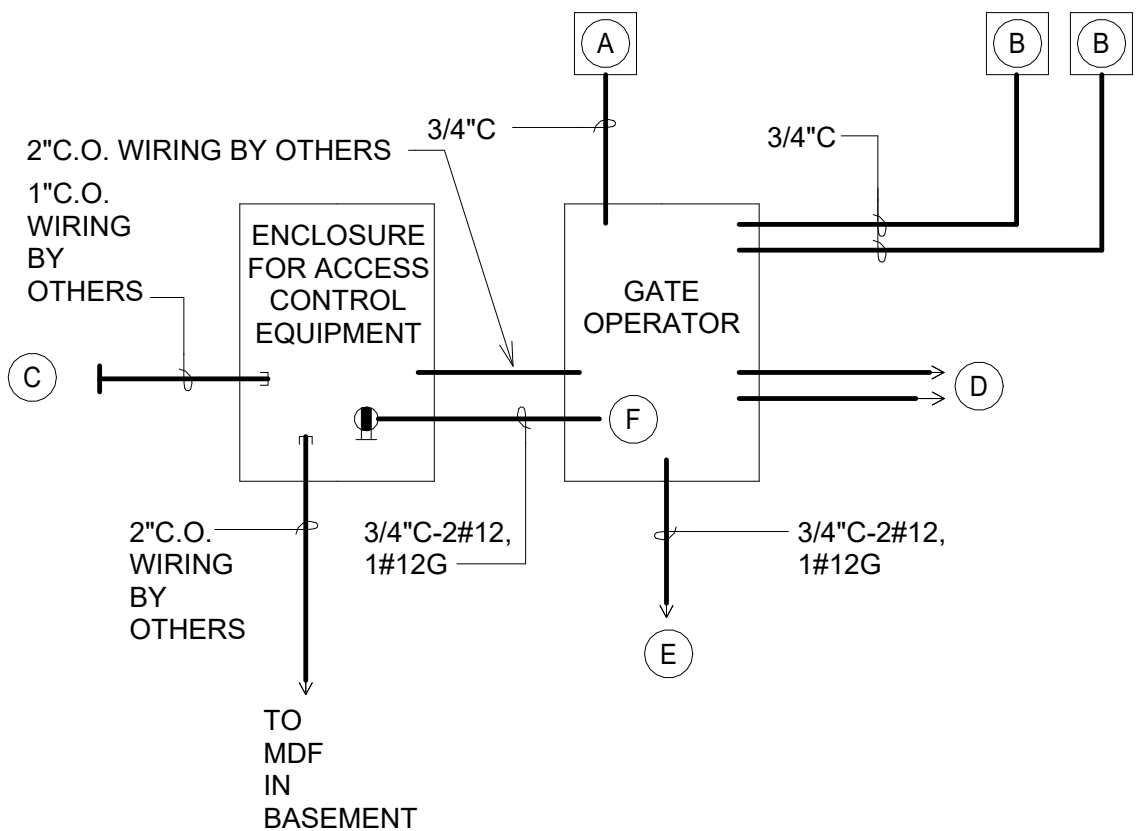 A
B
B
3/4"C
3/4"C
2"C.O. WIRING BY OTHERS
1"C.O.
WIRING
BY
OTHERS
ENCLOSURE
FOR ACCESS
CONTROL
EQUIPMENT
GATE
OPERATOR
C
D
F
2"C.O.
WIRING
BY
OTHERS
3/4"C-2#12,
1#12G
3/4"C-2#12,
1#12G
E
TO
MDF
IN
BASEMENT